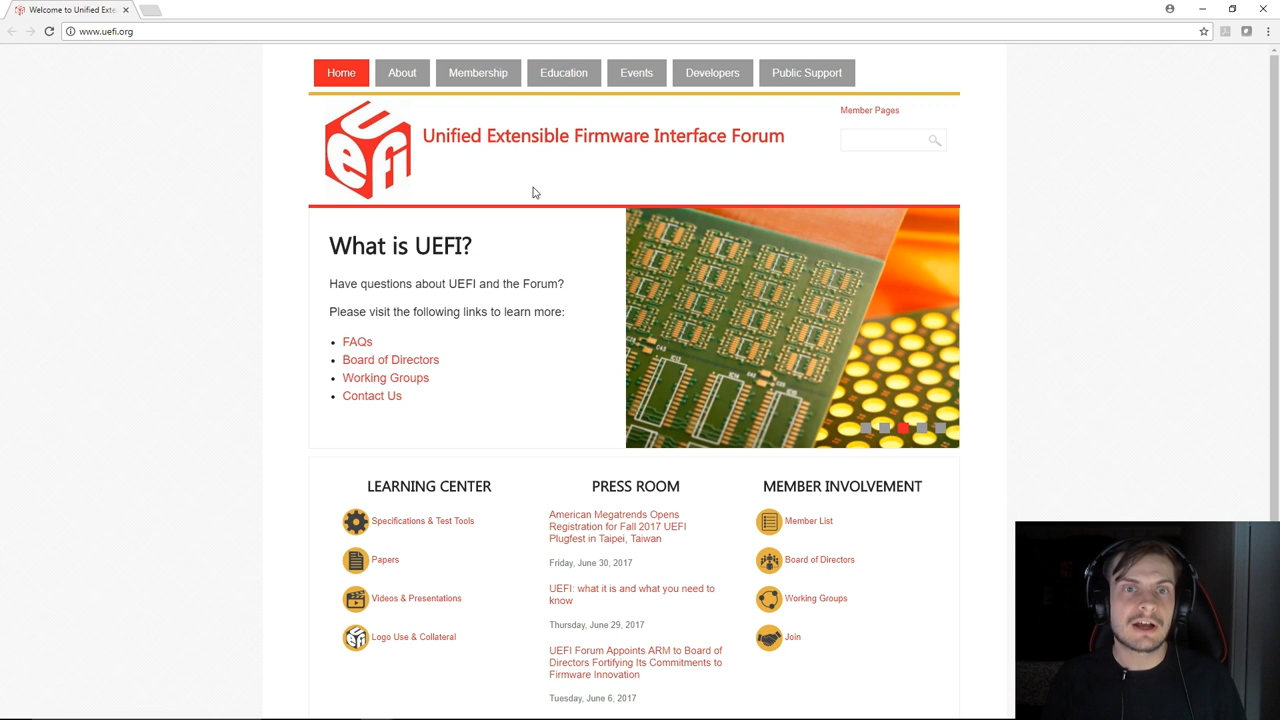 Welcome to Unified Exte
www.uefi.org
Home About Membership Education Events Developers Public Support
Member Pages
uefi
Unified Extensible Firmware Interface Forum
What is UEFI?
Have questions about UEFI and the Forum?
Please visit the following links to learn more:
FAQs
Board of Directors
Working Groups
Contact Us
LEARNING CENTER
Specifications & Test Tools
Papers
Videos & Presentations
Logo Use & Collateral
PRESS ROOM
American Megatrends Opens
Registration for Fall 2017 UEFI
Plugfest in Taipei, Taiwan
Friday, June 30, 2017
UEFI: what it is and what you need to
know
Thursday, June 29, 2017
UEFI Forum Appoints ARM to Board of
Directors Fortifying Its Commitments to
Firmware Innovation
Tuesday, June 6, 2017
MEMBER INVOLVEMENT
Member List
Board of Directors
Working Groups
Join